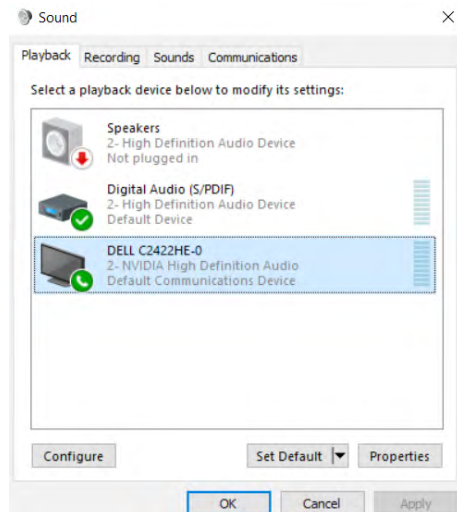 Sound
Playback Recording Sounds Communications
Select a playback device below to modify its settings:
Speakers
2- High Definition Audio Device
Not plugged in
Digital Audio (S/PDIF)
2- High Definition Audio Device
Default Device
DELL C2422HE-0
2- NVIDIA High Definition Audio
Default Communications Device
Configure Set Default Properties
OK Cancel Apply